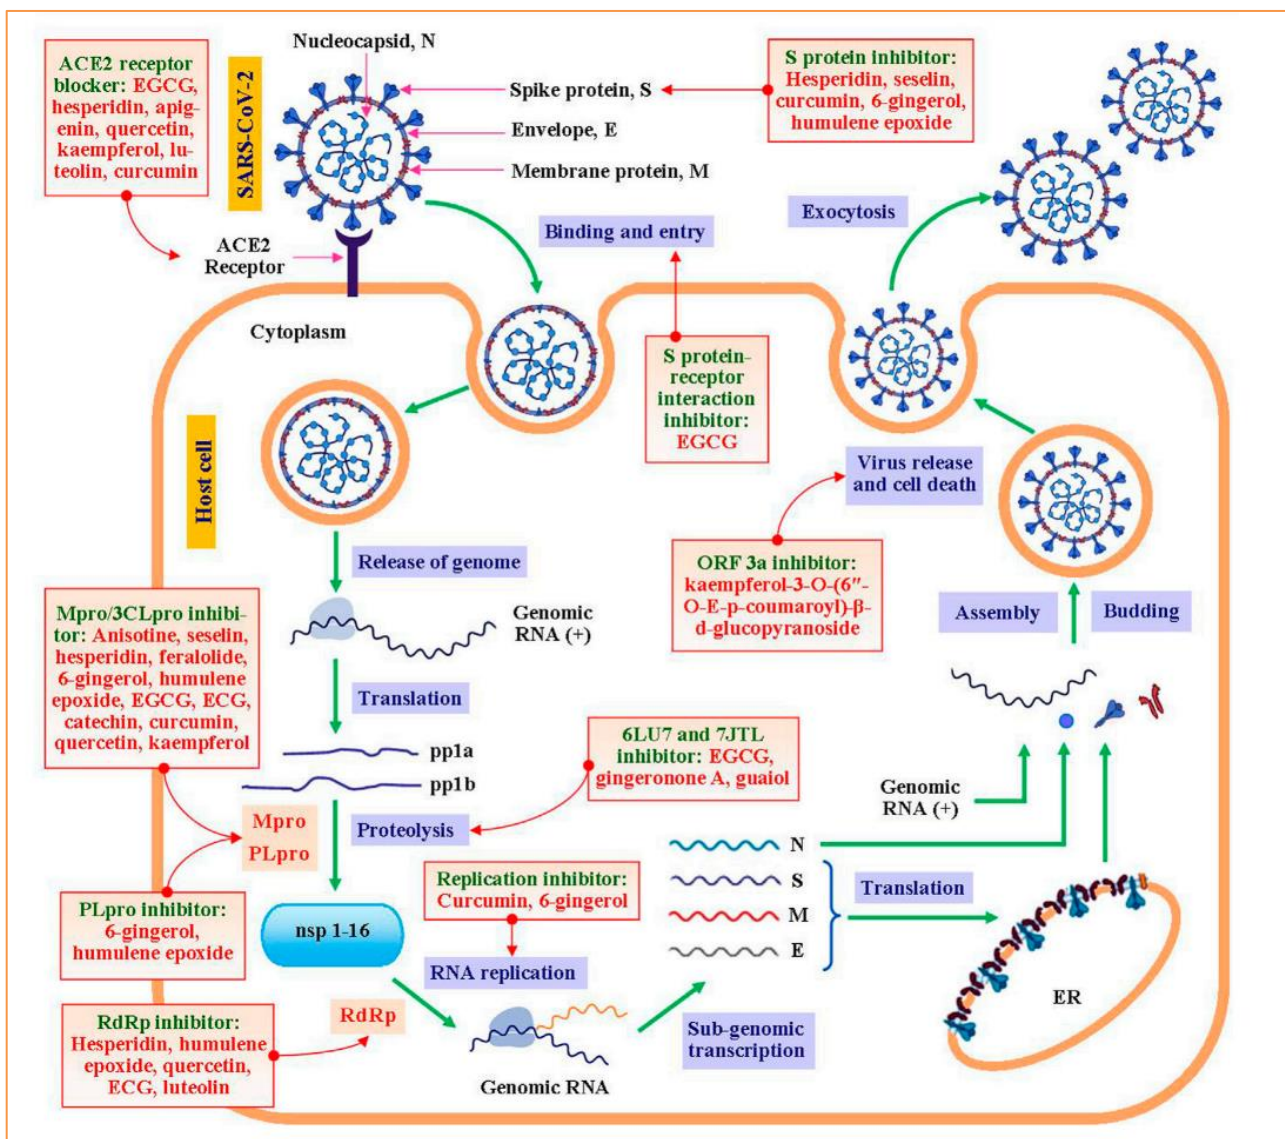 ACE2 receptor
blocker: EGCG,
hesperidin, apig-
enin, quercetin,
kaempferol, lu-
teolin, curcumin
SARS-CoV-2
Nucleocapsid, N
Spike protein, S
Envelope, E
Membrane protein, M
S protein inhibitor:
Hesperidin, seselin,
curcumin, 6-gingerol,
humulene epoxide
Binding and entry
Exocytosis
ACE2
Receptor
Cytoplasm
S protein–
receptor
interaction
inhibitor:
EGCG
Host cell
Virus release
and cell death
Release of genome
ORF 3a inhibitor:
kaempferol-3-O-(6″-
O-E-p-coumaroyl)-β-
d-glucopyranoside
Assembly
Budding
Mpro/3CLpro inhibi-
tor: Anisotine, seselin,
hesperidin, feralolide,
6-gingerol, humulene
epoxide, EGCG, ECG,
catechin, curcumin,
quercetin, kaempferol
Genomic
RNA (+)
Translation
pp1a
pp1b
6LU7 and 7JTL
inhibitor: EGCG,
gingeronone A, guaiol
Genomic
RNA (+)
Mpro
PLpro
Proteolysis
N
S
M
E
Translation
PLpro inhibitor:
6-gingerol,
humulene epoxide
nsp 1-16
Replication inhibitor:
Curcumin, 6-gingerol
RNA replication
ER
RdRp inhibitor:
Hesperidin, humulene
epoxide, quercetin,
ECG, luteolin
RdRp
Genomic RNA
Sub-genomic
transcription